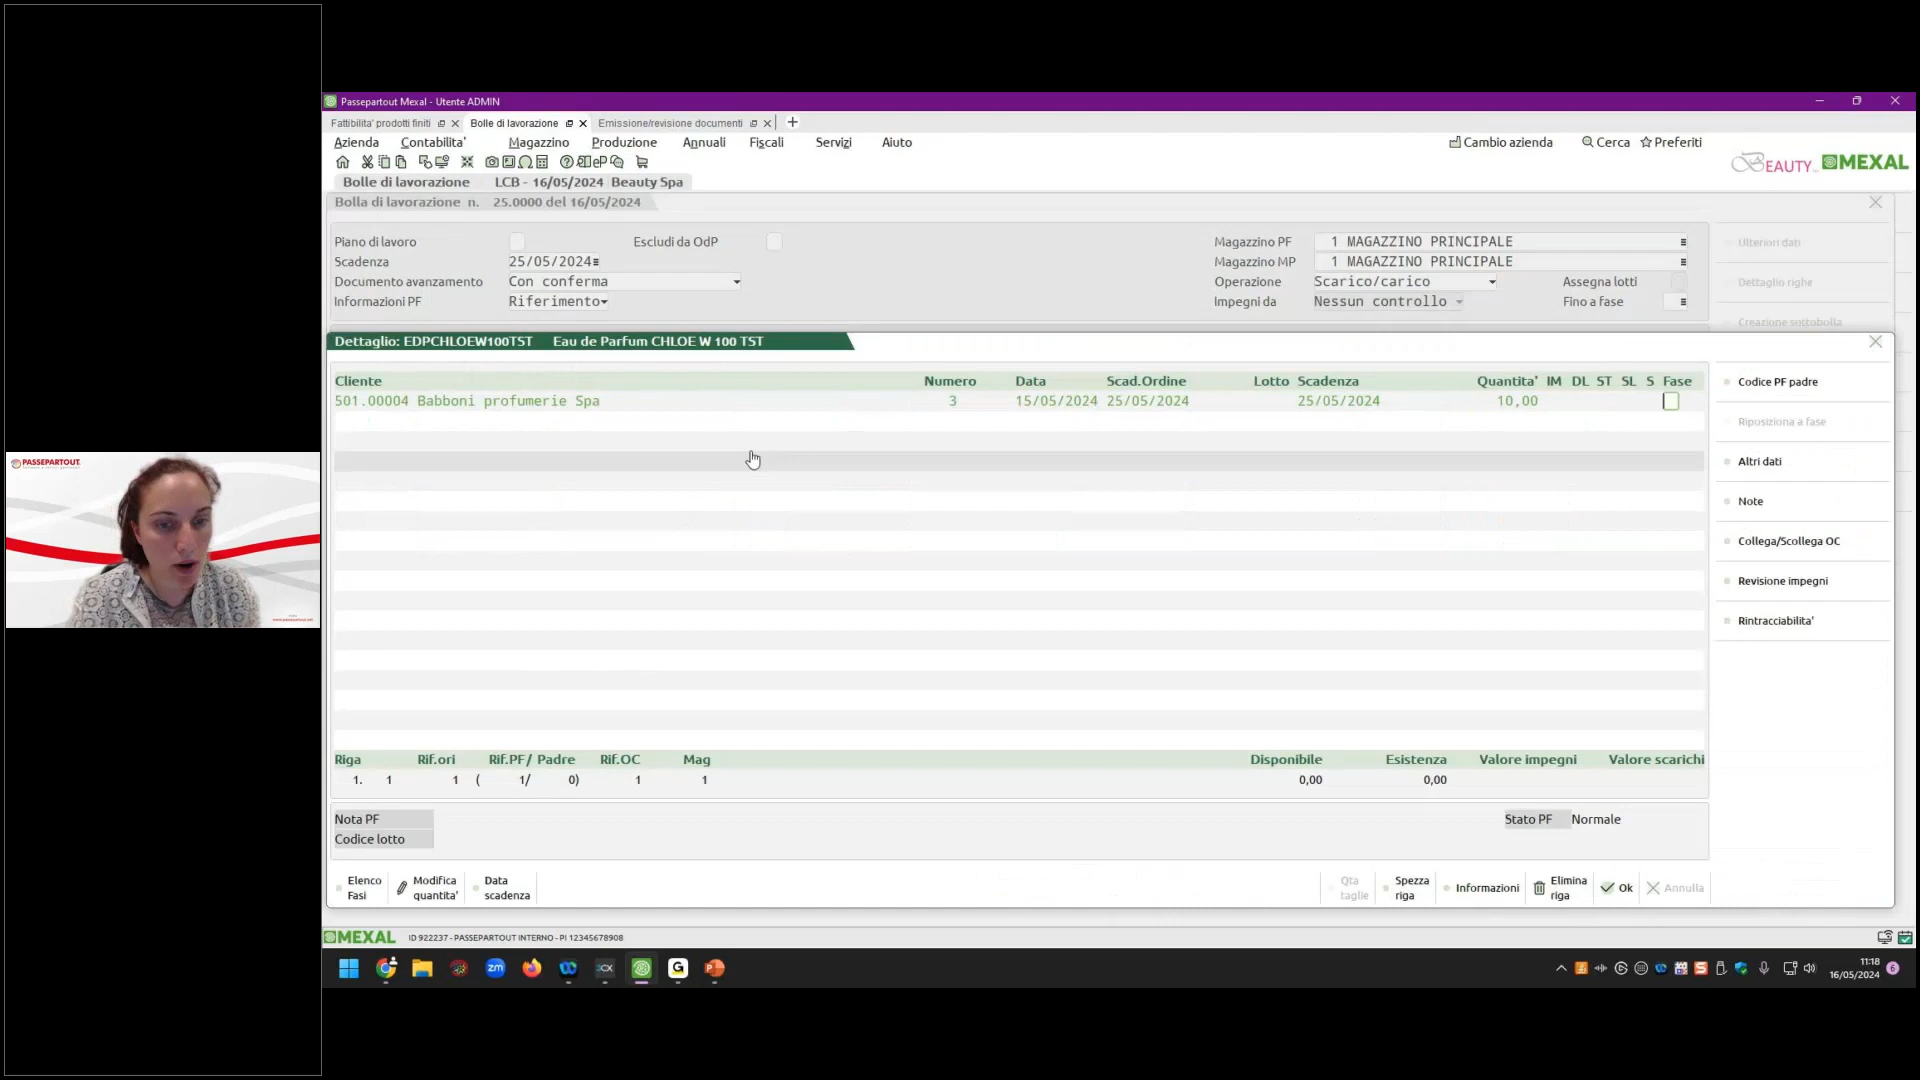 Passepartout Mexal - Utente ADMIN
Fattibilita' prodotti finiti
Bolle di lavorazione
Emissione/revisione documenti
Azienda Contabilita' Magazzino Produzione Annuali Fiscali Servizi Aiuto
Cambio azienda Cerca Preferiti
BEAUTY MEXAL
Bolle di lavorazione LCB - 16/05/2024 Beauty Spa
Bolla di lavorazione n. 25.0000 del 16/05/2024
Piano di lavoro Escludi da OdP Magazzino PF 1 MAGAZZINO PRINCIPALE
Ulteriori dati
Scadenza 25/05/2024 Magazzino MP 1 MAGAZZINO PRINCIPALE
Documento avanzamento Con conferma Operazione Scarico/carico Assegna lotti
Dettaglio righe
Informazioni PF Riferimento Impegni da Nessun controllo Fino a fase
Creazione sottobolla
Dettaglio: EDPCHLOEW100TST Eau de Parfum CHLOE W 100 TST
Cliente Numero Data Scad.Ordine Lotto Scadenza Quantita' IM DL ST SL S Fase
501.00004 Babboni profumerie Spa 3 15/05/2024 25/05/2024 25/05/2024 10,00
Codice PF padre
Riposiziona a fase
Altri dati
Note
Collega/Scollega OC
Revisione impegni
Rintracciabilita'
Riga Rif.ori Rif.PF/ Padre Rif.OC Mag Disponibile Esistenza Valore impegni Valore scarichi
1. 1 1 ( 1/ 0) 1 1 0,00 0,00
Nota PF Stato PF Normale
Codice lotto
Elenco Fasi
Modifica quantita'
Data scadenza
Qta taglie
Spezza riga
Informazioni
Elimina riga
Ok
Annulla
MEXAL ID 922237 - PASSEPARTOUT INTERNO - PI 12345678908
11:18
16/05/2024
6
PASSEPARTOUT
zm
G
P